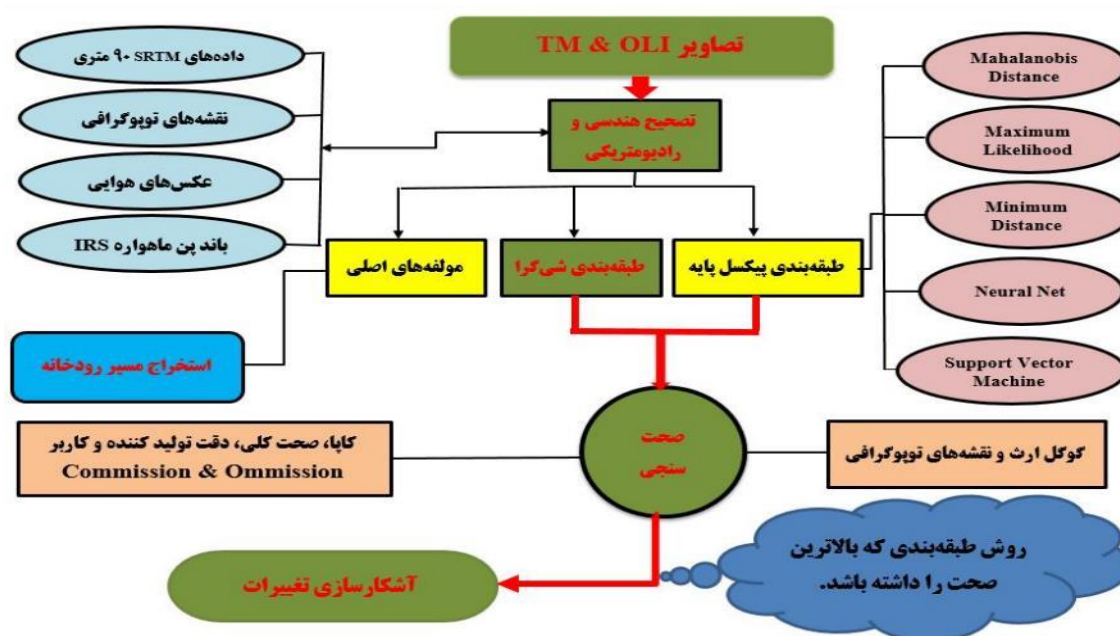 تصاویر TM & OLI
داده‌های SRTM ۹۰ متری
نقشه‌های توپوگرافی
عکس‌های هوایی
باند پن ماهواره IRS
تصحیح هندسی و
رادیومتریکی
Mahalanobis
Distance
Maximum
Likelihood
Minimum
Distance
Neural Net
Support Vector
Machine
طبقه‌بندی پیکسل پایه
طبقه‌بندی شی‌گرا
مولفه‌های اصلی
استخراج مسیر رودخانه
صحت
سنجی
گوگل ارث و نقشه‌های توپوگرافی
کاپا، صحت کلی، دقت تولید کننده و کاربر
Commission & Ommission
روش طبقه‌بندی که بالاترین
صحت را داشته باشد.
آشکارسازی تغییرات